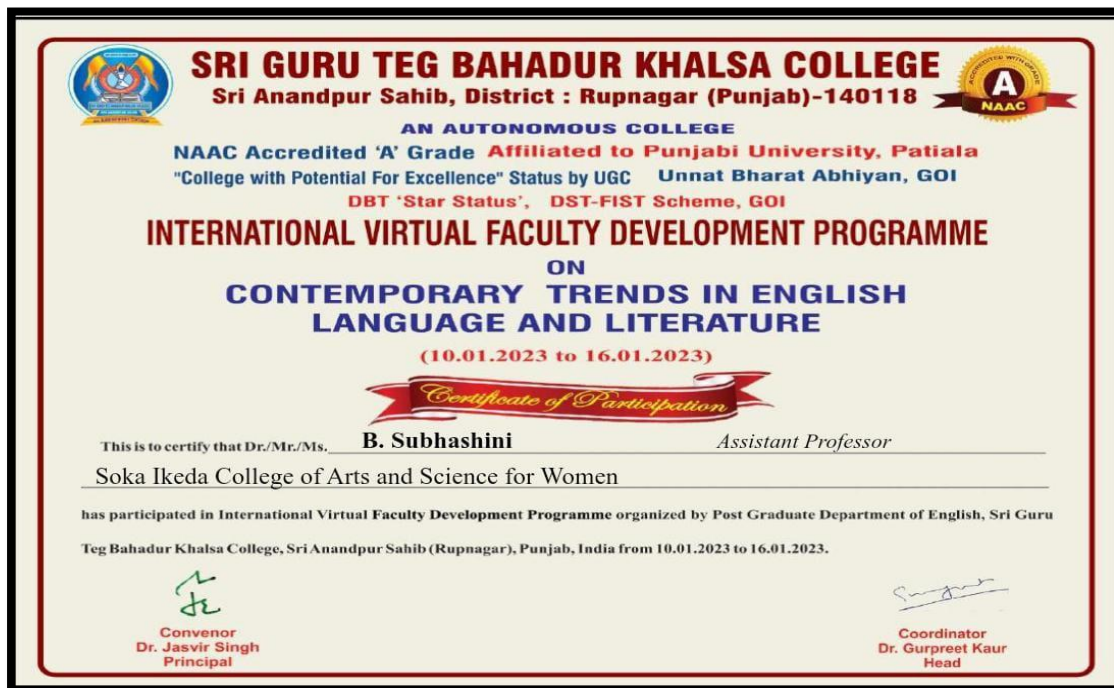 SRI GURU TEG BAHADUR KHALSA COLLEGE
Sri Anandpur Sahib, District : Rupnagar (Punjab)-140118
ACCREDITED WITH GRADE
A
NAAC
AN AUTONOMOUS COLLEGE
NAAC Accredited 'A' Grade Affiliated to Punjabi University, Patiala
"College with Potential For Excellence" Status by UGC Unnat Bharat Abhiyan, GOI
DBT 'Star Status', DST-FIST Scheme, GOI
INTERNATIONAL VIRTUAL FACULTY DEVELOPMENT PROGRAMME
ON
CONTEMPORARY TRENDS IN ENGLISH
LANGUAGE AND LITERATURE
(10.01.2023 to 16.01.2023)
Certificate of Participation
This is to certify that Dr./Mr./Ms. B. Subhashini Assistant Professor
Soka Ikeda College of Arts and Science for Women
has participated in International Virtual Faculty Development Programme organized by Post Graduate Department of English, Sri Guru
Teg Bahadur Khalsa College, Sri Anandpur Sahib (Rupnagar), Punjab, India from 10.01.2023 to 16.01.2023.
Convenor
Dr. Jasvir Singh
Principal
Coordinator
Dr. Gurpreet Kaur
Head